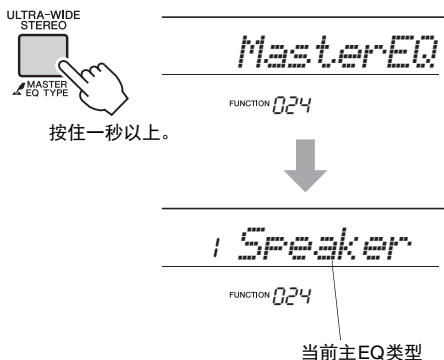 ULTRA-WIDE
STEREO
MASTER
EQ TYPE
按住一秒以上。
MasterEQ
FUNCTION 024
1 Speaker
FUNCTION 024
当前主EQ类型